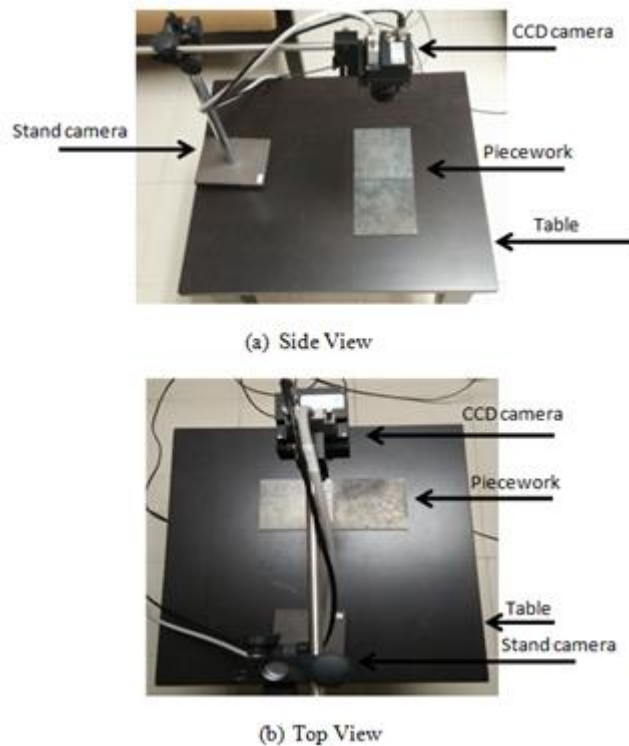 CCD camera
Stand camera
Piecework
Table
(a) Side View
CCD camera
Piecework
Table
Stand camera
(b) Top View